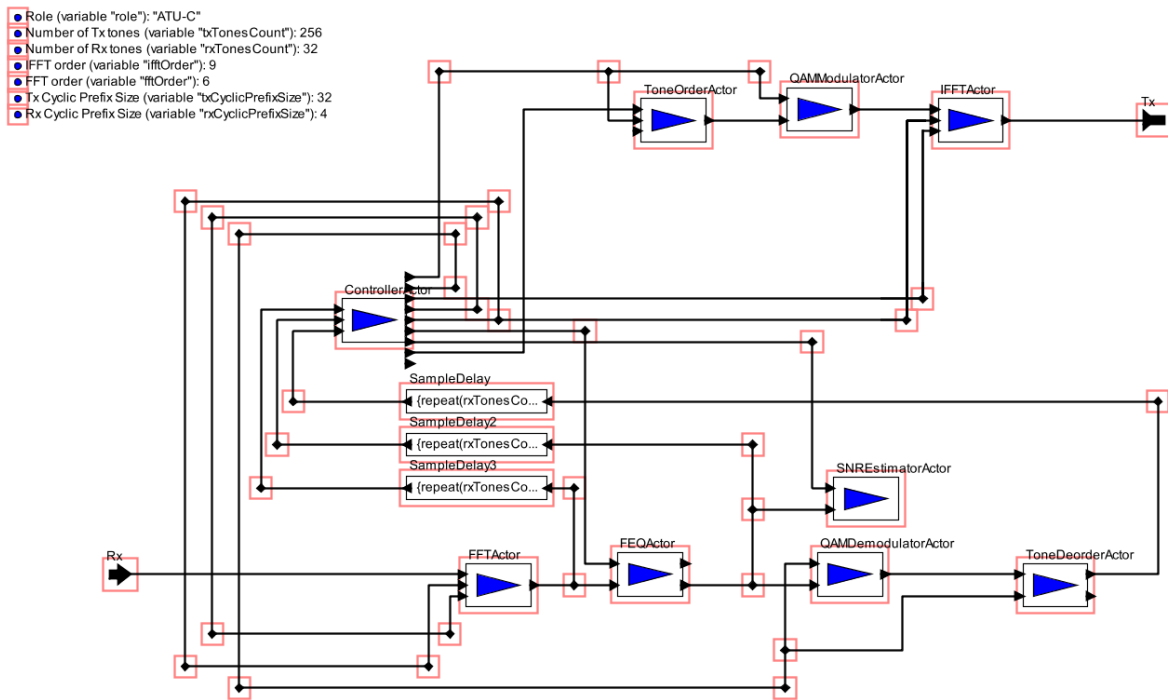 Role (variable "role"): "ATU-C"
Number of Tx tones (variable "txTonesCount"): 256
Number of Rx tones (variable "rxTonesCount"): 32
IFFT order (variable "ifftOrder"): 9
FFT order (variable "fftOrder"): 6
Tx Cyclic Prefix Size (variable "txCyclicPrefixSize"): 32
Rx Cyclic Prefix Size (variable "rxCyclicPrefixSize"): 4
QAMModulatorActor
ToneOrderActor
IFFTActor
Tx
ControllerActor
SampleDelay
{repeat(rxTonesCo...
SampleDelay2
{repeat(rxTonesCo...
SampleDelay3
{repeat(rxTonesCo...
SNREstimatorActor
Rx
FFTActor
FEQActor
QAMDemodulatorActor
ToneDeorderActor